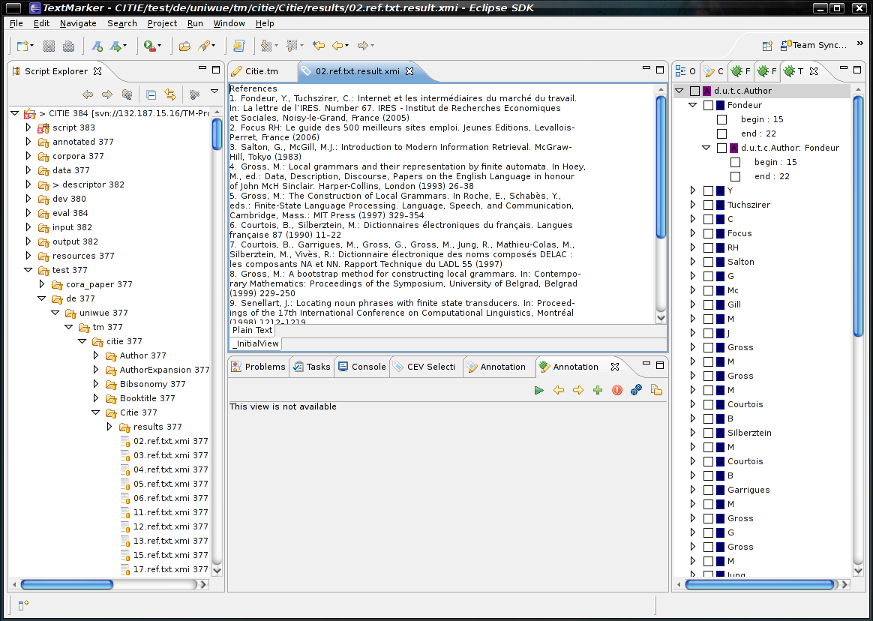 TextMarker - CITIE/test/de/uniwue/tm/citie/Citie/results/02.ref.txt.result.xmi - Eclipse SDK
File Edit Navigate Search Project Run Window Help
Team Sync...
Script Explorer
> CITIE 384 [svn://132.187.15.16/TM-Pro
script 383
annotated 377
corpora 377
data 377
> descriptor 382
dev 380
eval 384
input 382
output 382
resources 377
test 377
cora_paper 377
de 377
uniwue 377
tm 377
citie 377
Author 377
AuthorExpansion 377
Bibsonomy 377
Booktitle 377
Citie 377
results 377
02.ref.txt.xmi 377
03.ref.txt.xmi 377
04.ref.txt.xmi 377
05.ref.txt.xmi 377
06.ref.txt.xmi 377
11.ref.txt.xmi 377
12.ref.txt.xmi 377
13.ref.txt.xmi 377
15.ref.txt.xmi 377
17.ref.txt.xmi 377
Citie.tm
02.ref.txt.result.xmi
References
1. Fondeur, Y., Tuchszirer, C.: Internet et les intermédiaires du marché du travail.
In: La lettre de l'IRES. Number 67. IRES - Institut de Recherches Economiques
et Sociales, Noisy-le-Grand, France (2005)
2. Focus RH: Le guide des 500 meilleurs sites emploi. Jeunes Editions, Levallois-
Perret, France (2006)
3. Salton, G., McGill, M.J.: Introduction to Modern Information Retrieval. McGraw-
Hill, Tokyo (1983)
4. Gross, M.: Local grammars and their representation by finite automata. In Hoey,
M., ed.: Data, Description, Discourse, Papers on the English Language in honour
of John McH Sinclair. Harper-Collins, London (1993) 26–38
5. Gross, M.: The Construction of Local Grammars. In Roche, E., Schabès, Y.,
eds.: Finite-State Language Processing. Language, Speech, and Communication,
Cambridge, Mass.: MIT Press (1997) 329–354
6. Courtois, B., Silberztein, M.: Dictionnaires électroniques du français. Langues
française 87 (1990) 11–22
7. Courtois, B., Garrigues, M., Gross, G., Gross, M., Jung, R., Mathieu-Colas, M.,
Silberztein, M., Vivès, R.: Dictionnaire électronique des noms composés DELAC :
les composants NA et NN. Rapport Technique du LADL 55 (1997)
8. Gross, M.: A bootstrap method for constructing local grammars. In: Contempo-
rary Mathematics: Proceedings of the Symposium, University of Belgrad, Belgrad
(1999) 229–250
9. Senellart, J.: Locating noun phrases with finite state transducers. In: Proceed-
ings of the 17th International Conference on Computational Linguistics, Montréal
(1998) 1212–1219
Plain Text
_InitialView
Problems
Tasks
Console
CEV Selecti
Annotation
Annotation
This view is not available
O
C
F
F
T
d.u.t.c.Author
Fondeur
begin : 15
end : 22
d.u.t.c.Author: Fondeur
begin : 15
end : 22
Y
Tuchszirer
C
Focus
RH
Salton
G
Mc
Gill
M
J
Gross
M
Gross
M
Courtois
B
Silberztein
M
Courtois
B
Garrigues
M
Gross
G
Gross
M
Jung